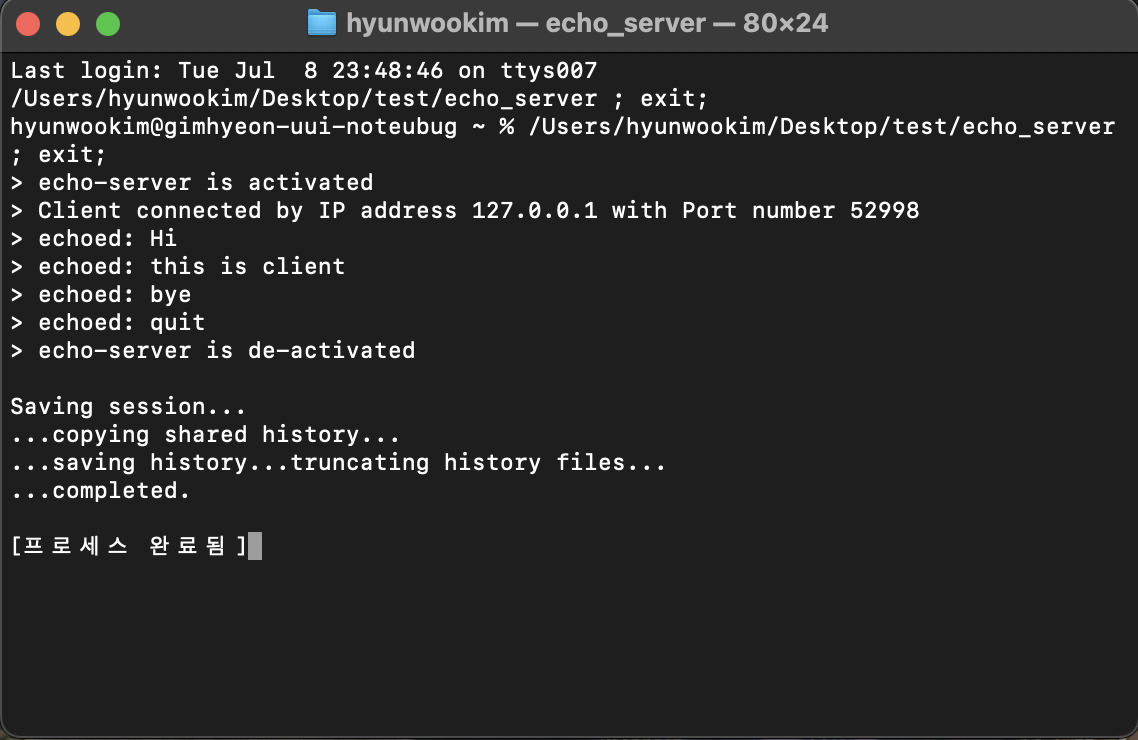 hyunwookim — echo_server — 80×24
Last login: Tue Jul  8 23:48:46 on ttys007
/Users/hyunwookim/Desktop/test/echo_server ; exit;
hyunwookim@gimhyeon-uui-noteubug ~ % /Users/hyunwookim/Desktop/test/echo_server
; exit;
> echo-server is activated
> Client connected by IP address 127.0.0.1 with Port number 52998
> echoed: Hi
> echoed: this is client
> echoed: bye
> echoed: quit
> echo-server is de-activated
Saving session...
...copying shared history...
...saving history...truncating history files...
...completed.
[프로세스 완료됨]